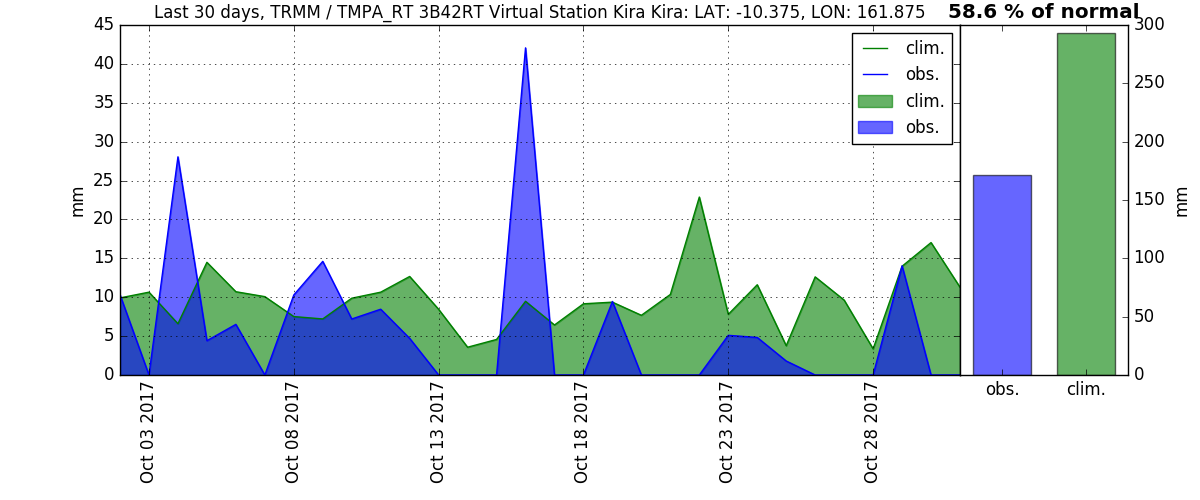 Last 30 days, TRMM / TMPA_RT 3B42RT Virtual Station Kira Kira: LAT: -10.375, LON: 161.875
58.6 % of normal
45
40
35
30
25
20
15
10
5
0
mm
clim.
obs.
clim.
obs.
Oct 03 2017
Oct 08 2017
Oct 13 2017
Oct 18 2017
Oct 23 2017
Oct 28 2017
300
250
200
150
100
50
0
mm
obs.
clim.